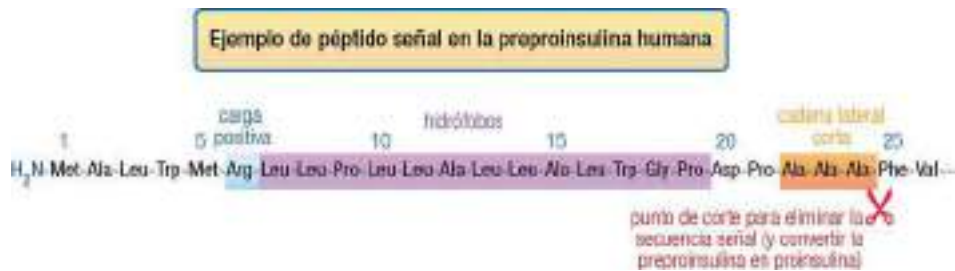 Ejemplo de péptido señal en la preproinsulina humana
carga
positiva
hidrófobos
cadena lateral
corta
1 5 10 15 20 25
H2N-Met-Ala-Leu-Trp-Met-Arg-Leu-Leu-Pro-Leu-Leu-Ala-Leu-Leu-Ala-Leu-Trp-Gly-Pro-Asp-Pro-Ala-Ala-Ala-Phe-Val---
punto de corte para eliminar la
secuencia señal (y convertir la
preproinsulina en proinsulina)